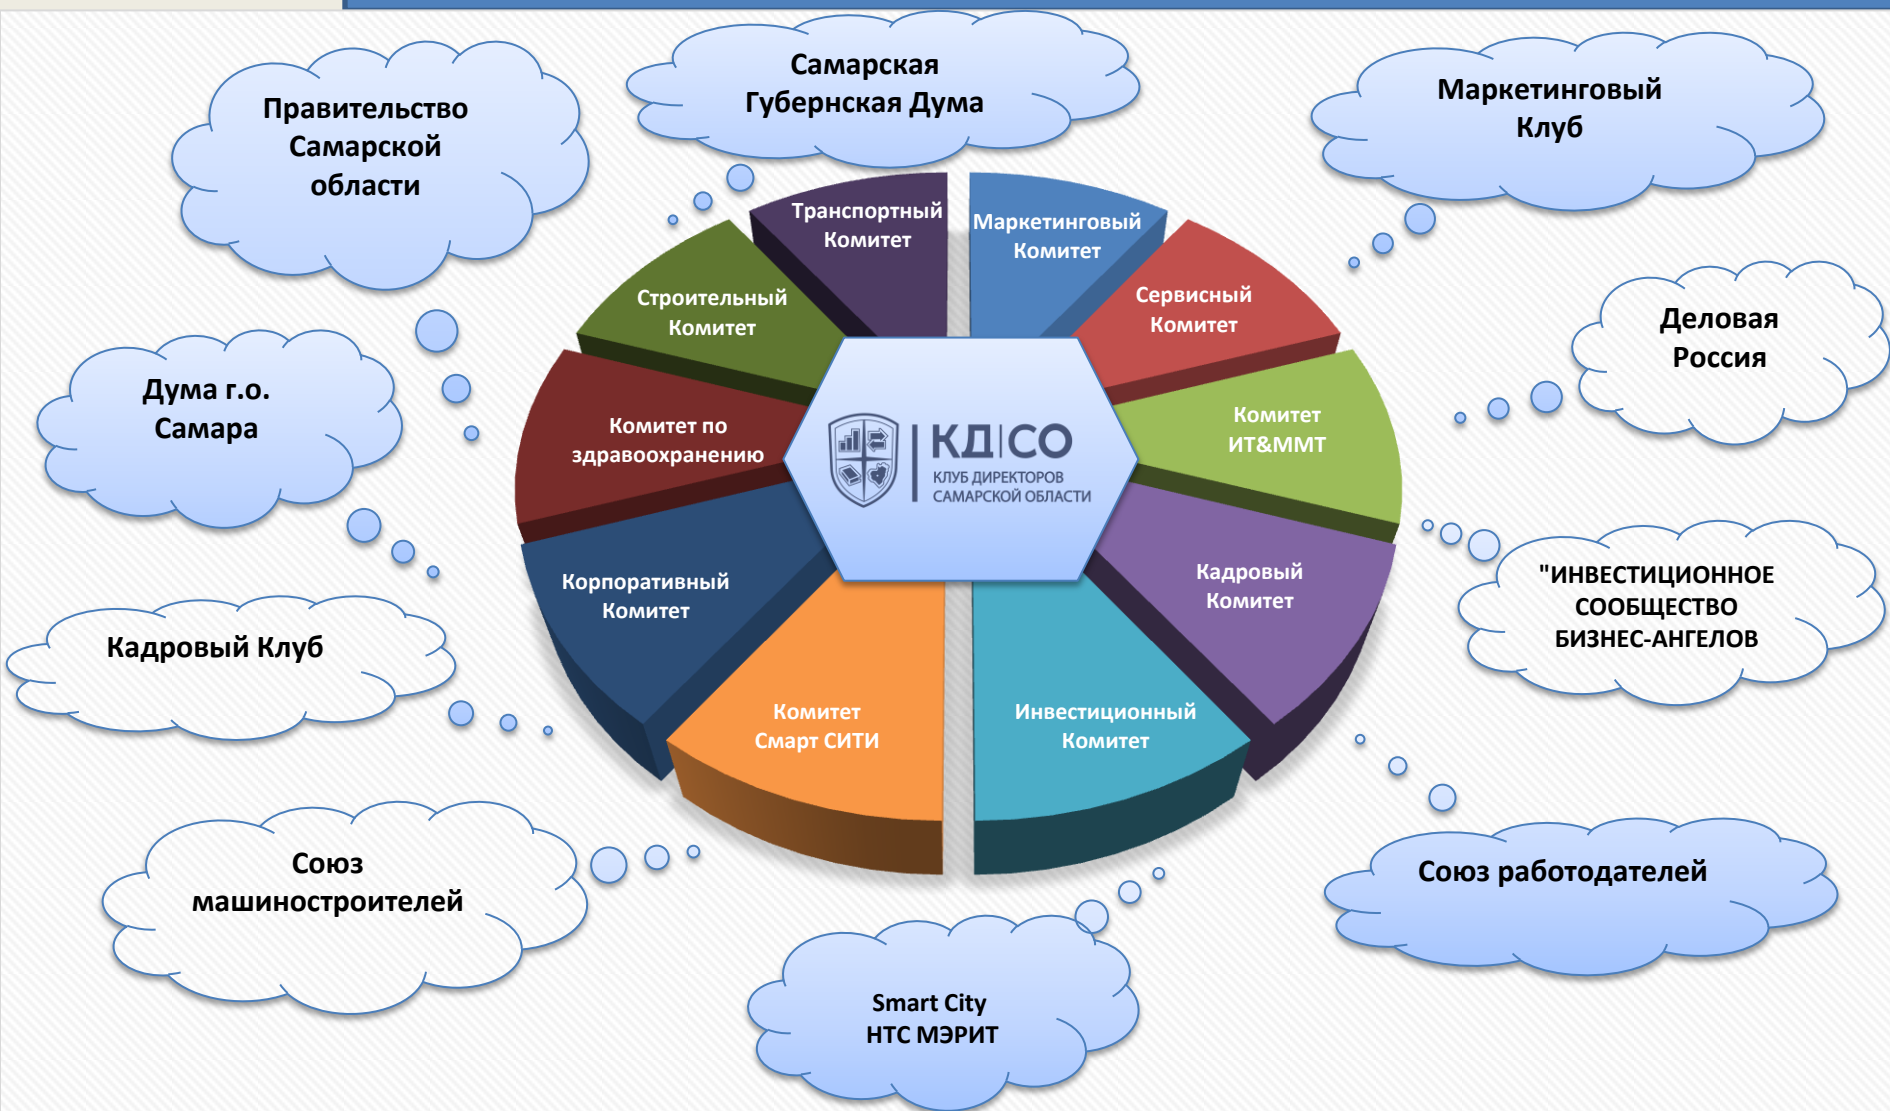 Самарская
Губернская Дума
Правительство
Самарской
области
Маркетинговый
Клуб
Транспортный
Комитет
Маркетинговый
Комитет
Строительный
Комитет
Сервисный
Комитет
Деловая
Россия
Дума г.о.
Самара
Комитет по
здравоохранению
КД|СО
КЛУБ ДИРЕКТОРОВ
САМАРСКОЙ ОБЛАСТИ
Комитет
ИТ&ММТ
Корпоративный
Комитет
Кадровый
Комитет
"ИНВЕСТИЦИОННОЕ
СООБЩЕСТВО
БИЗНЕС-АНГЕЛОВ
Кадровый Клуб
Комитет
Смарт СИТИ
Инвестиционный
Комитет
Союз
машиностроителей
Союз работодателей
Smart City
НТС МЭРИТ